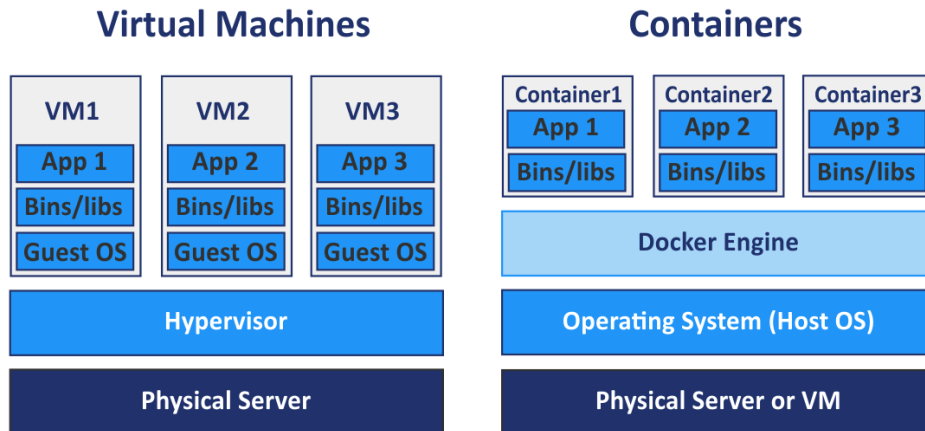 Virtual Machines
VM1
App 1
Bins/libs
Guest OS
VM2
App 2
Bins/libs
Guest OS
VM3
App 3
Bins/libs
Guest OS
Hypervisor
Physical Server
Containers
Container1
App 1
Bins/libs
Container2
App 2
Bins/libs
Container3
App 3
Bins/libs
Docker Engine
Operating System (Host OS)
Physical Server or VM